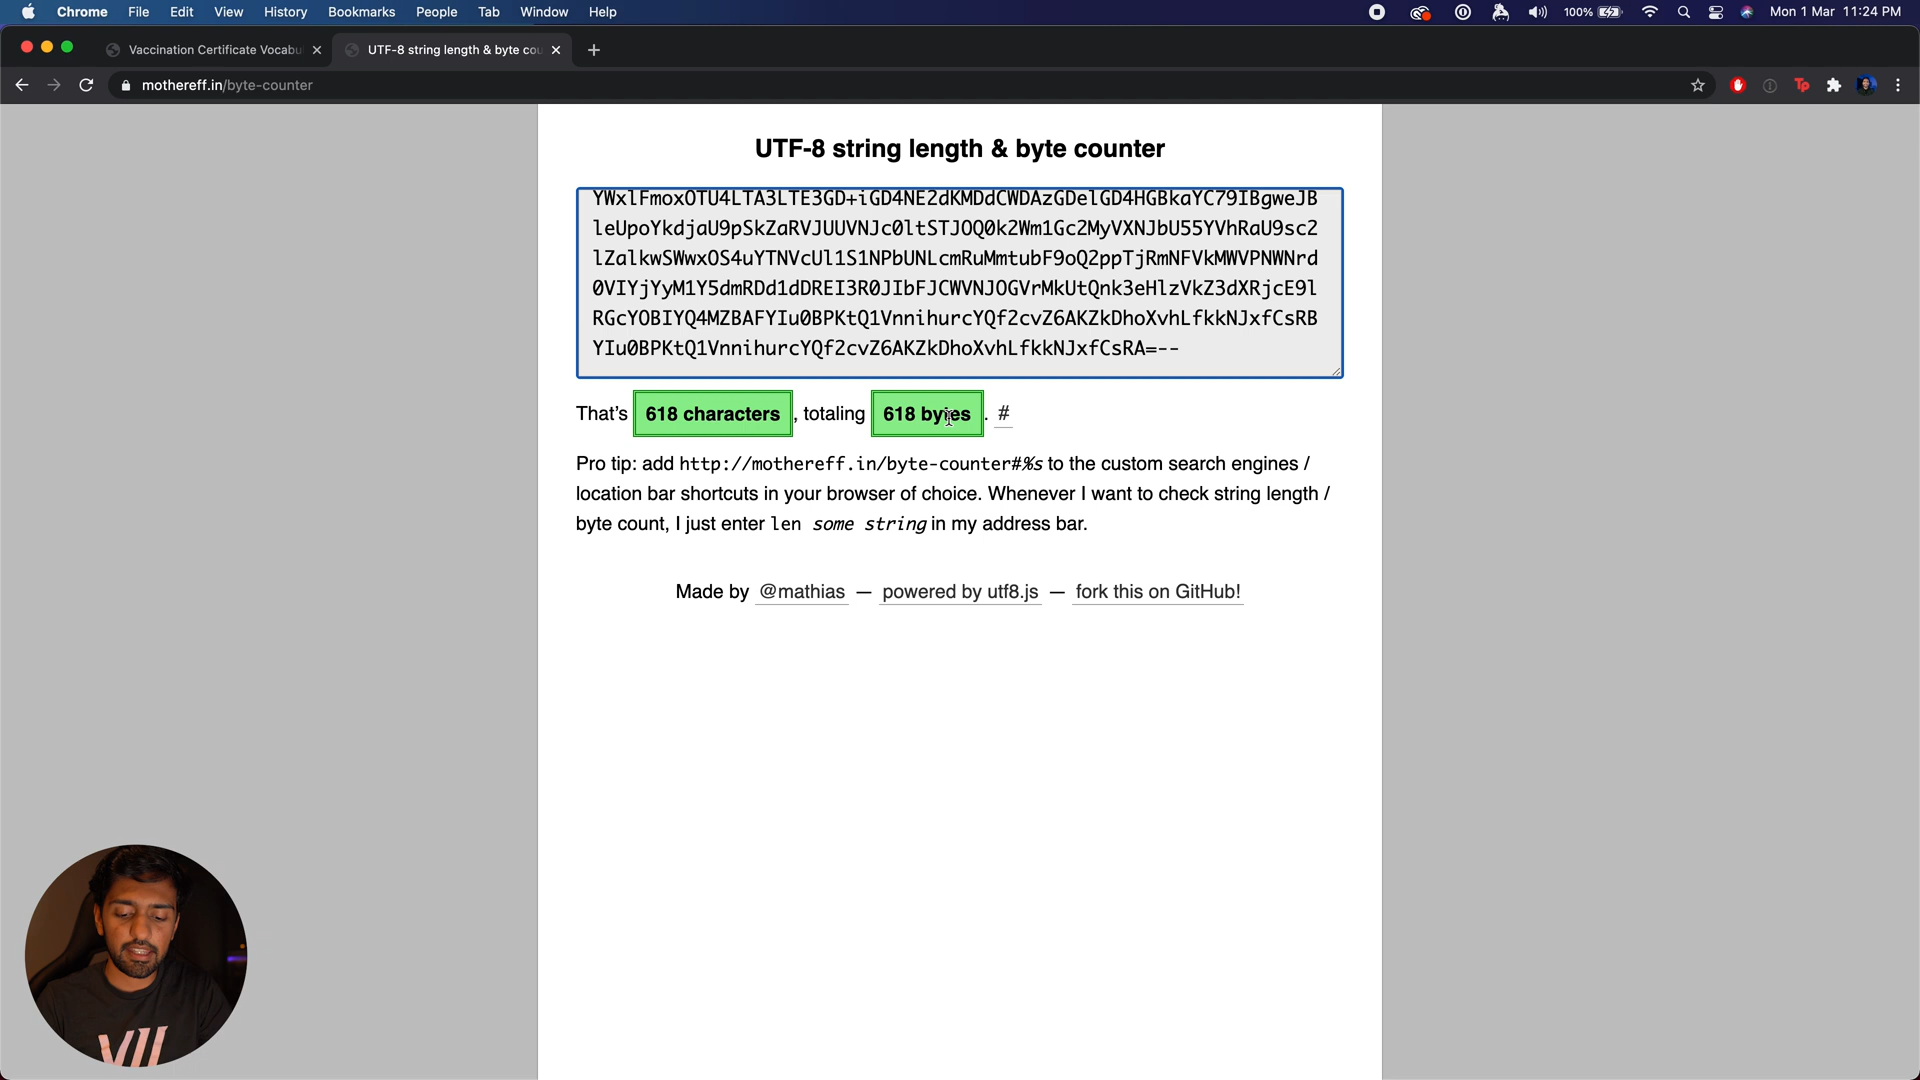 Chrome File Edit View History Bookmarks People Tab Window Help 100% Mon 1 Mar 11:24 PM
Vaccination Certificate Vocabu UTF-8 string length & byte cou
mothereff.in/byte-counter
UTF-8 string length & byte counter
YWxlFmoxOTU4LTA3LTE3GD+iGD4NE2dKMDdCWDAzGDelGD4HGBkaYC79IBgweJB
leUpoYkdjaU9pSkZaRVJUUVNJc0ltSTJOQ0k2Wm1Gc2MyVXNJbU55YVhRaU9sc2
lZalkwSWwxOS4uYTNVcUl1S1NPbUNLcmRuMmtubF9oQ2ppTjRmNFVkMWVPNWNrd
0VIYjYyM1Y5dmRDd1dDREI3R0JIbFJCWVNJOGVrMkUtQnk3eHlzVkZ3dXRjcE9l
RGcYOBIYQ4MZBAFYIu0BPKtQ1VnnihurcYQf2cvZ6AKZkDhoXvhLfkkNJxfCsRB
YIu0BPKtQ1VnnihurcYQf2cvZ6AKZkDhoXvhLfkkNJxfCsRA=--
That's 618 characters, totaling 618 bytes. #
Pro tip: add http://mothereff.in/byte-counter#%s to the custom search engines /
location bar shortcuts in your browser of choice. Whenever I want to check string length /
byte count, I just enter len some string in my address bar.
Made by @mathias — powered by utf8.js — fork this on GitHub!